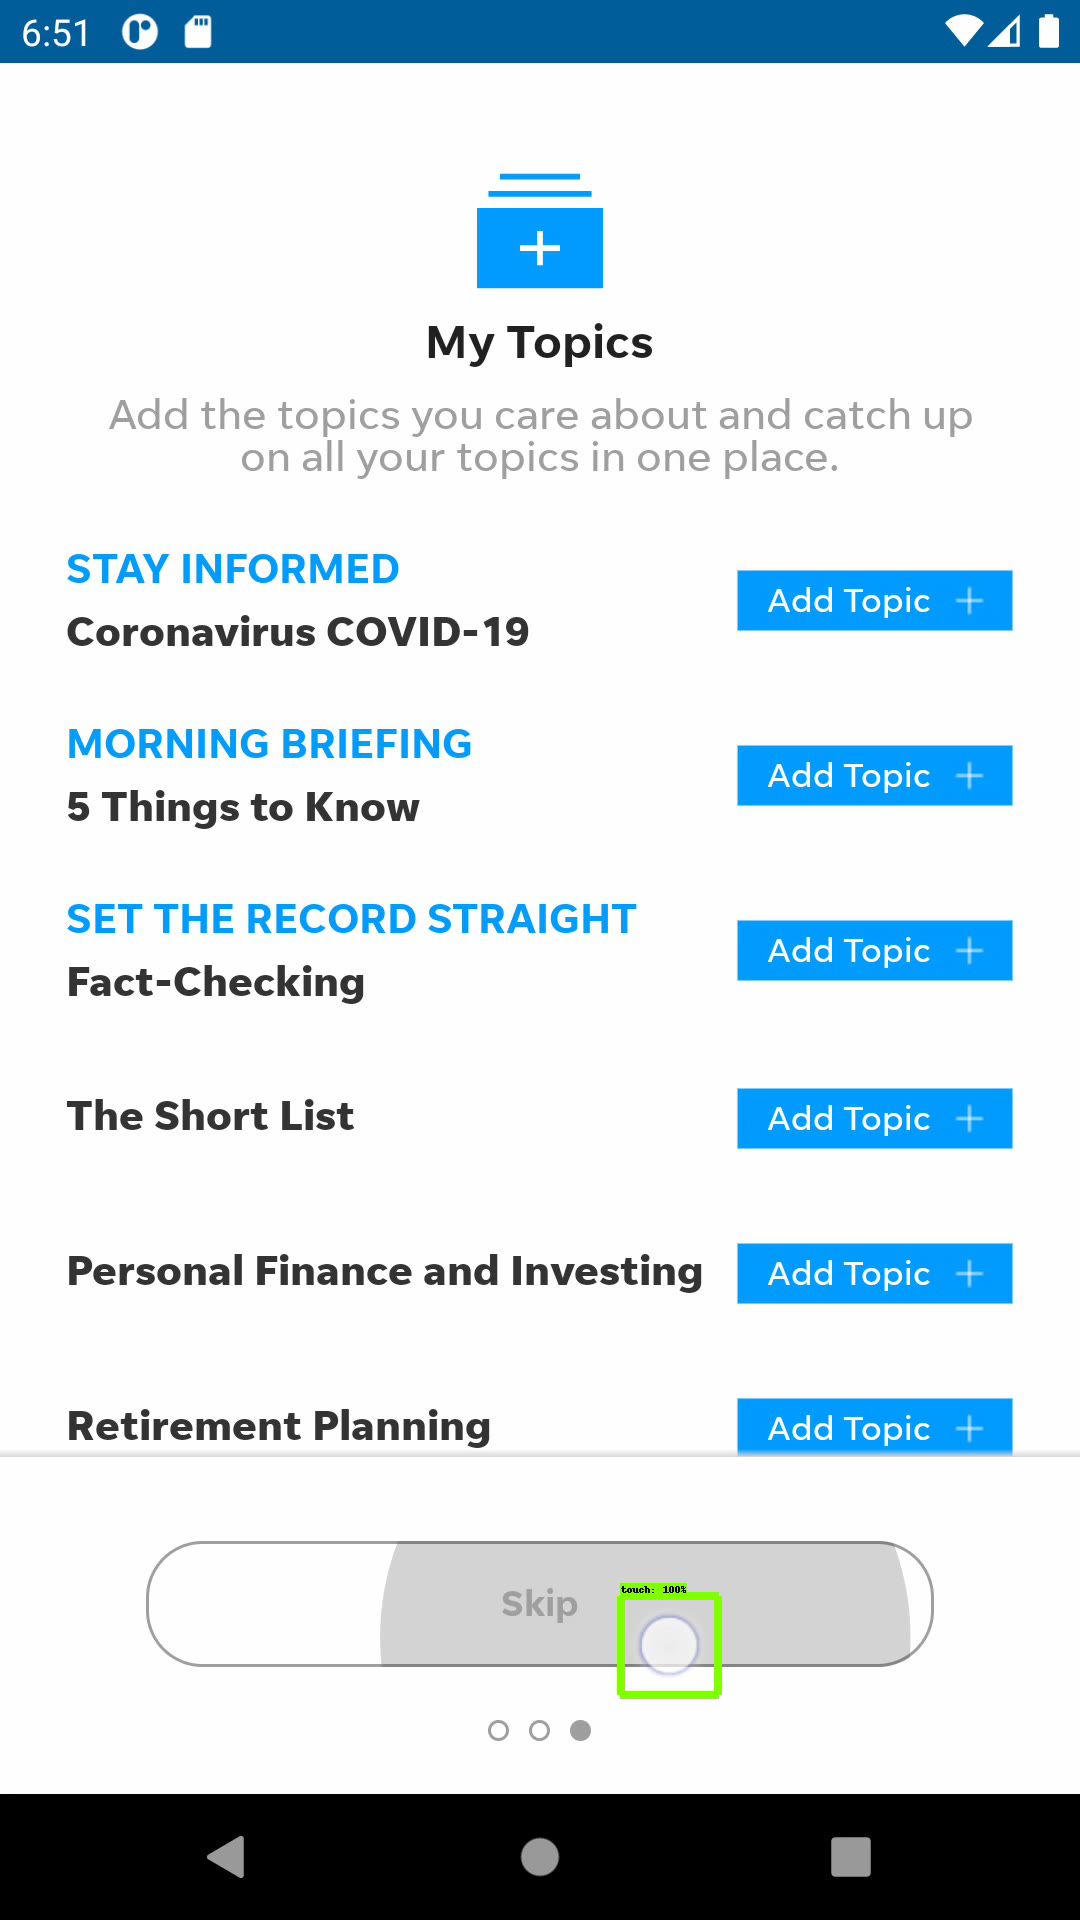 6:51
My Topics
Add the topics you care about and catch up
on all your topics in one place.
STAY INFORMED
Coronavirus COVID-19
Add Topic
MORNING BRIEFING
5 Things to Know
Add Topic
SET THE RECORD STRAIGHT
Fact-Checking
Add Topic
The Short List
Add Topic
Personal Finance and Investing
Add Topic
Retirement Planning
Add Topic
Skip
touch: 100%